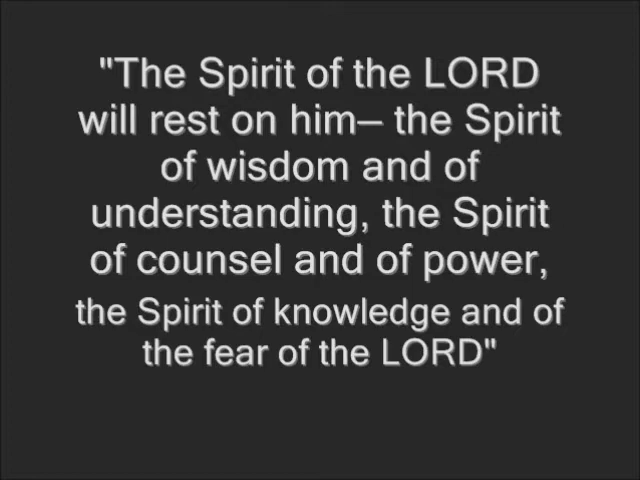 "The Spirit of the LORD
will rest on him— the Spirit
of wisdom and of
understanding, the Spirit
of counsel and of power,
the Spirit of knowledge and of
the fear of the LORD"